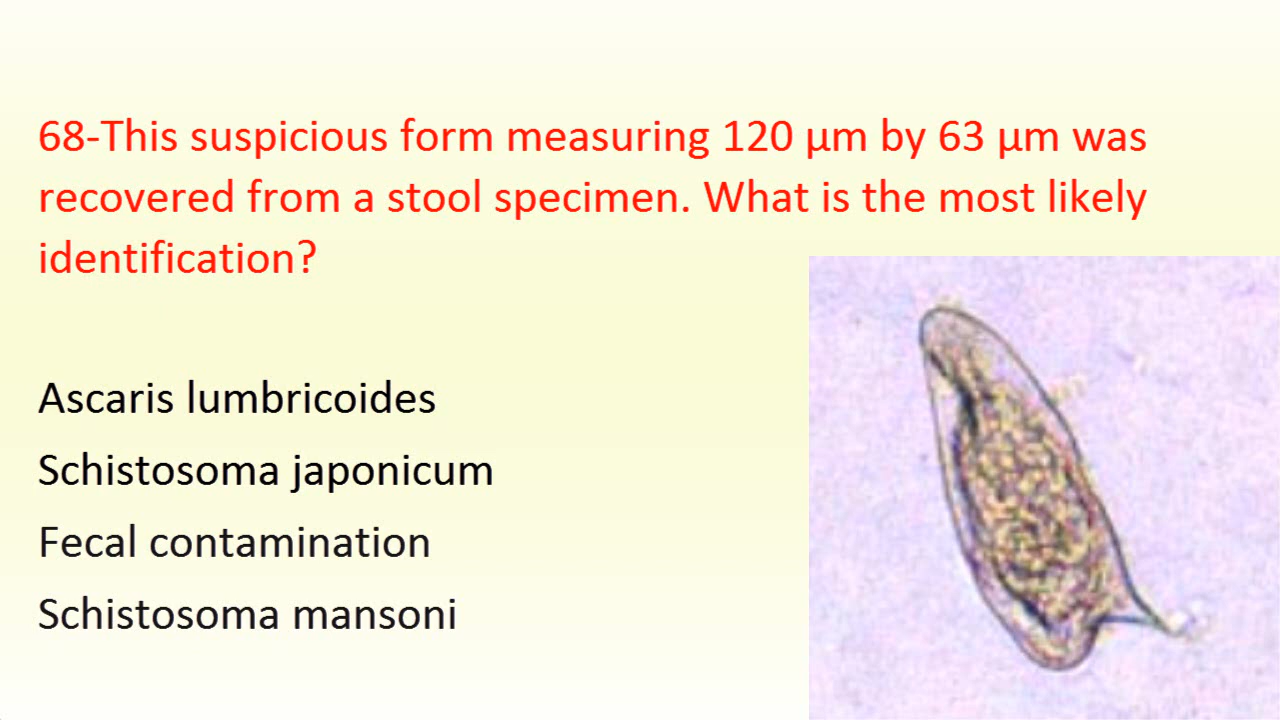 68-This suspicious form measuring 120 µm by 63 µm was
recovered from a stool specimen. What is the most likely
identification?
Ascaris lumbricoides
Schistosoma japonicum
Fecal contamination
Schistosoma mansoni